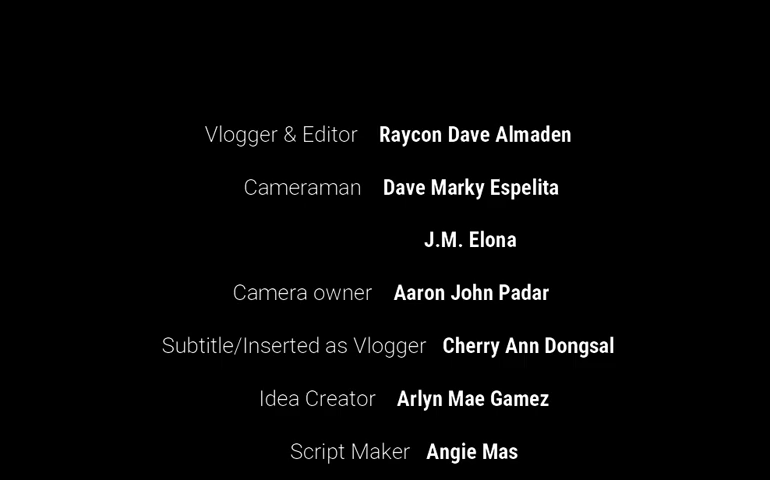 Vlogger & Editor Raycon Dave Almaden
Cameraman Dave Marky Espelita
J.M. Elona
Camera owner Aaron John Padar
Subtitle/Inserted as Vlogger Cherry Ann Dongsal
Idea Creator Arlyn Mae Gamez
Script Maker Angie Mas